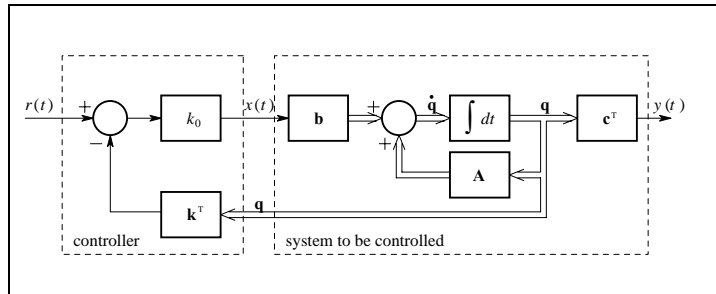 r(t)
+
−
k₀
x(t)
b
+
+
q̇
∫ dt
q
cᵀ
y(t)
A
kᵀ
q
controller
system to be controlled